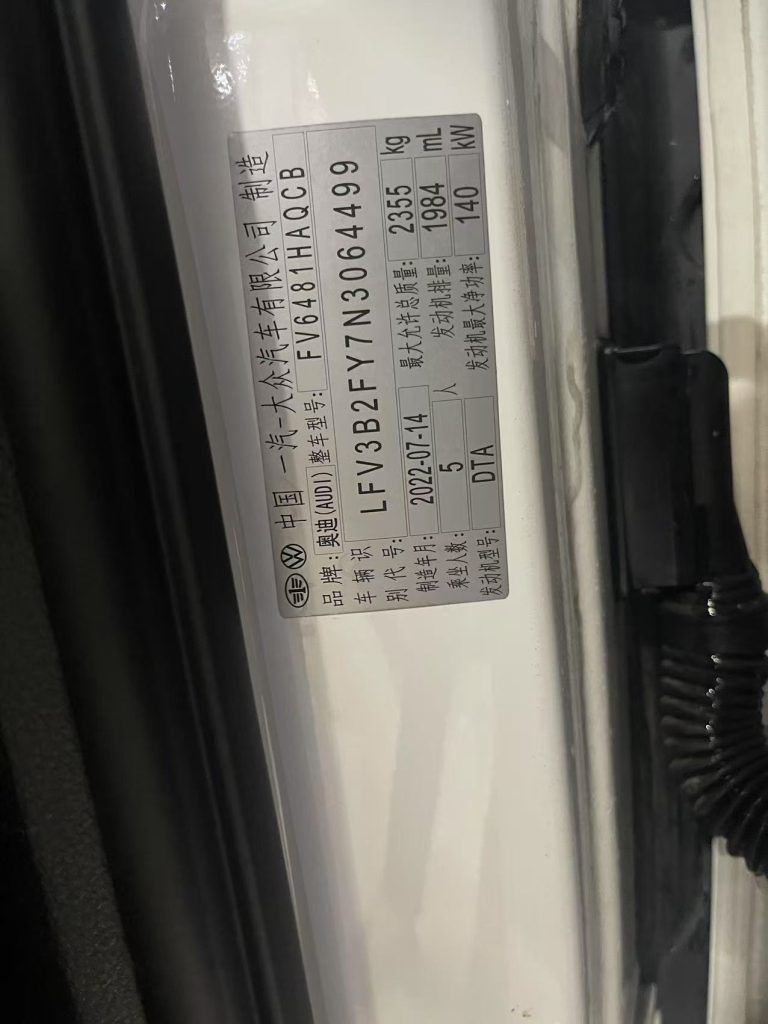 中国 一汽-大众汽车有限公司 制造
品牌: 奥迪(AUDI) 整车型号: FV6481HAQCB
车辆识别代号: LFV3B2FY7N3064499
制造年月: 2022-07-14 最大允许总质量: 2355 kg
乘坐人数: 5 人 发动机排量: 1984 mL
发动机型号: DTA 发动机最大净功率: 140 kW